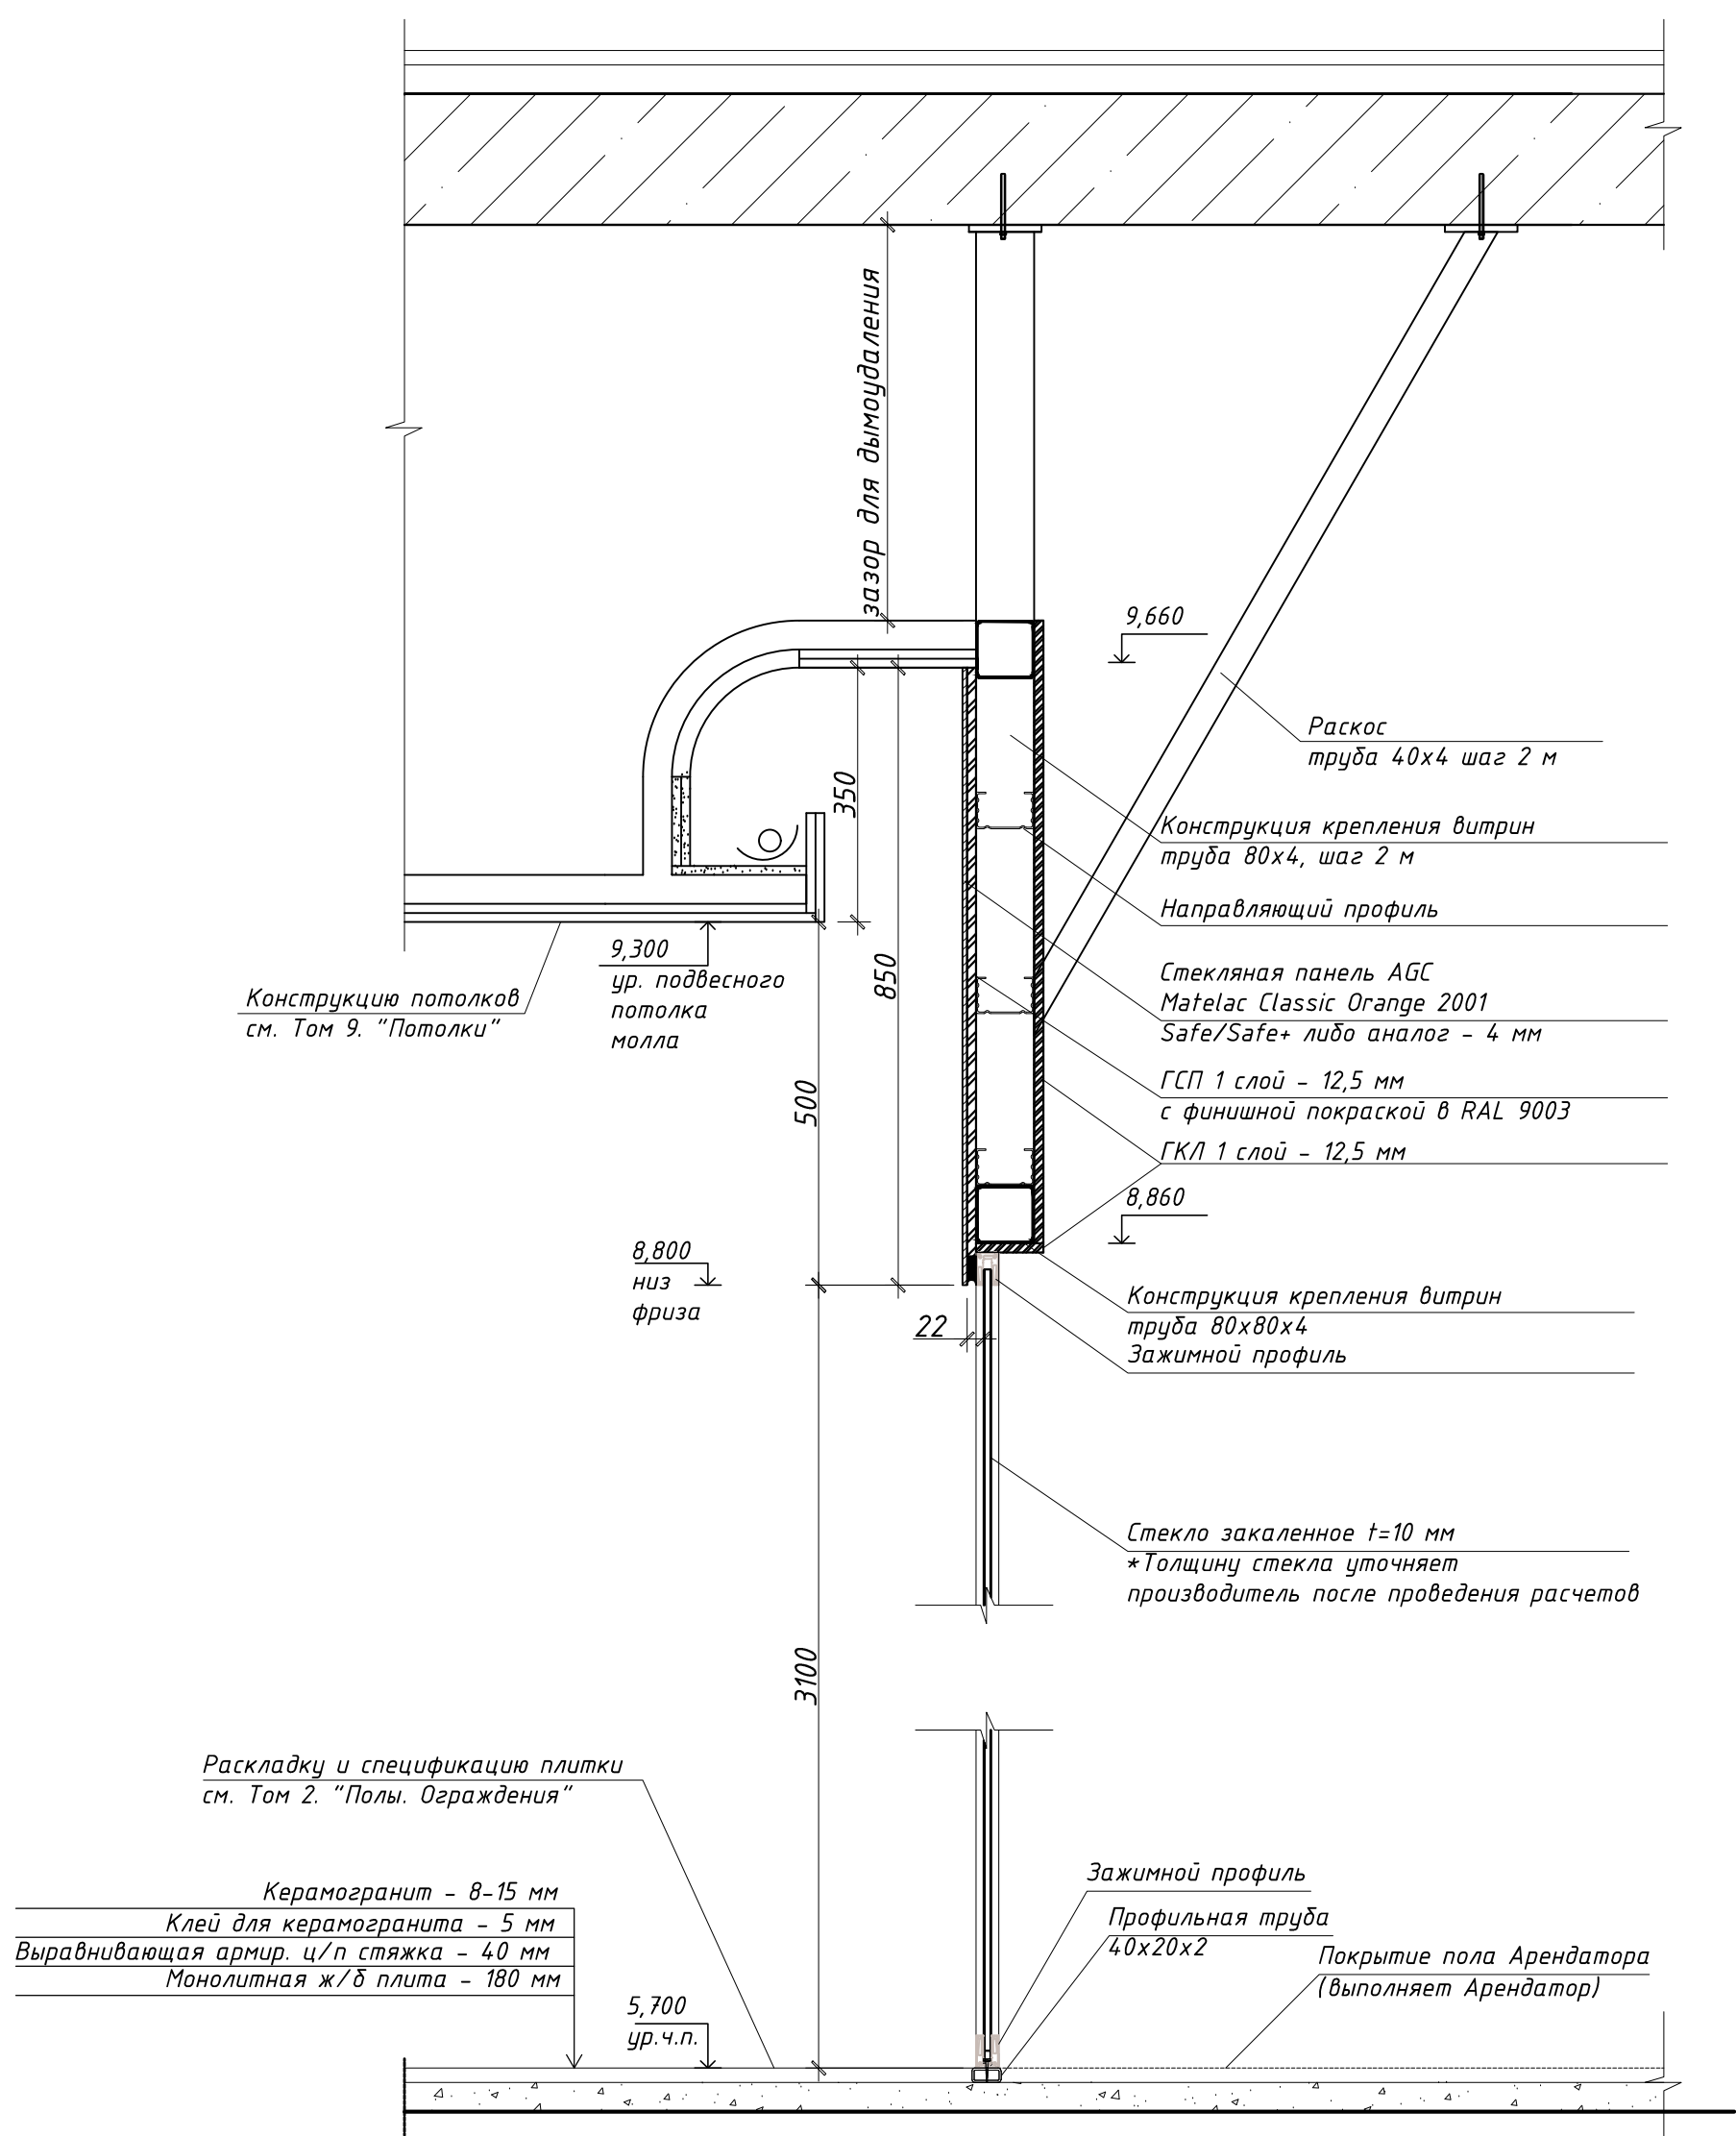 зазор для дымоудаления
9,660
Раскос
труба 40х4 шаг 2 м
350
Конструкция крепления витрин
труба 80х4, шаг 2 м
Направляющий профиль
850
9,300
ур. подвесного
потолка
молла
Конструкцию потолков
см. Том 9. "Потолки"
Стекляная панель AGC
Matelac Classic Orange 2001
Safe/Safe+ либо аналог - 4 мм
500
ГСП 1 слой - 12,5 мм
с финишной покраской в RAL 9003
ГКЛ 1 слой - 12,5 мм
8,860
8,800
низ
фриза
22
Конструкция крепления витрин
труба 80х80х4
Зажимной профиль
Стекло закаленное t=10 мм
*Толщину стекла уточняет
производитель после проведения расчетов
3100
Раскладку и спецификацию плитки
см. Том 2. "Полы. Ограждения"
Керамогранит - 8-15 мм
Клей для керамогранита - 5 мм
Выравнивающая армир. ц/п стяжка - 40 мм
Монолитная ж/б плита - 180 мм
Зажимной профиль
Профильная труба
40х20х2
Покрытие пола Арендатора
(выполняет Арендатор)
5,700
ур.ч.п.